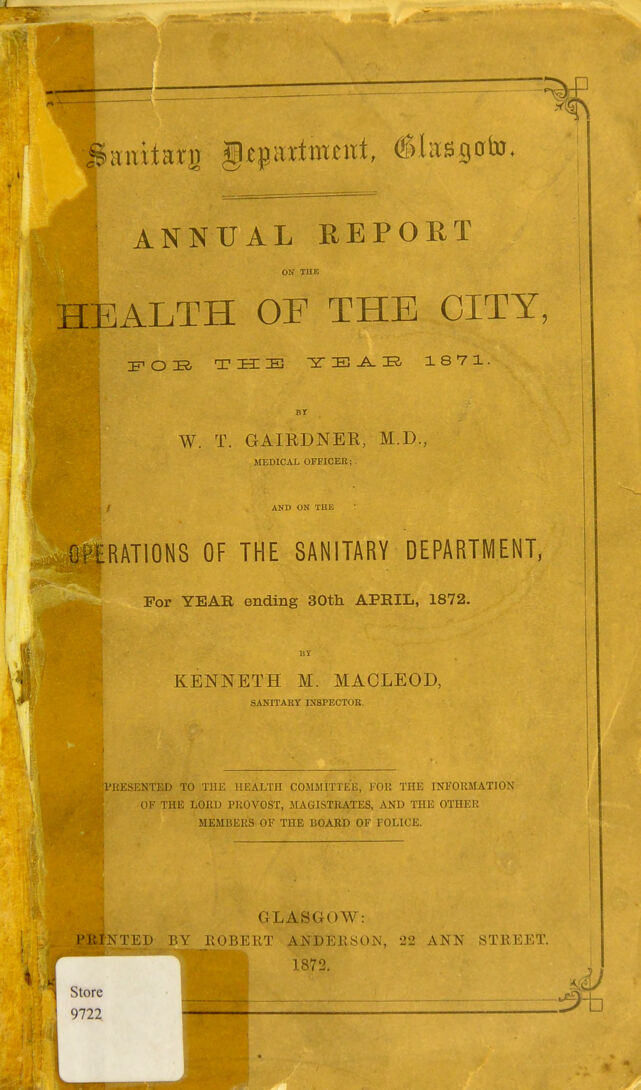 Sanitary Department, Glasgow.
ANNUAL REPORT
ON THE
HEALTH OF THE CITY,
FOR THE YEAR 1871.
BY
W. T. GAIRDNER, M.D.,
MEDICAL OFFICER;
AND ON THE
OPERATIONS OF THE SANITARY DEPARTMENT,
For YEAR ending 30th APRIL, 1872.
BY
KENNETH M. MACLEOD,
SANITARY INSPECTOR.
PRESENTED TO THE HEALTH COMMITTEE, FOR THE INFORMATION
OF THE LORD PROVOST, MAGISTRATES, AND THE OTHER
MEMBERS OF THE BOARD OF POLICE.
GLASGOW:
PRINTED BY ROBERT ANDERSON, 22 ANN STREET.
1872.
Store
9722